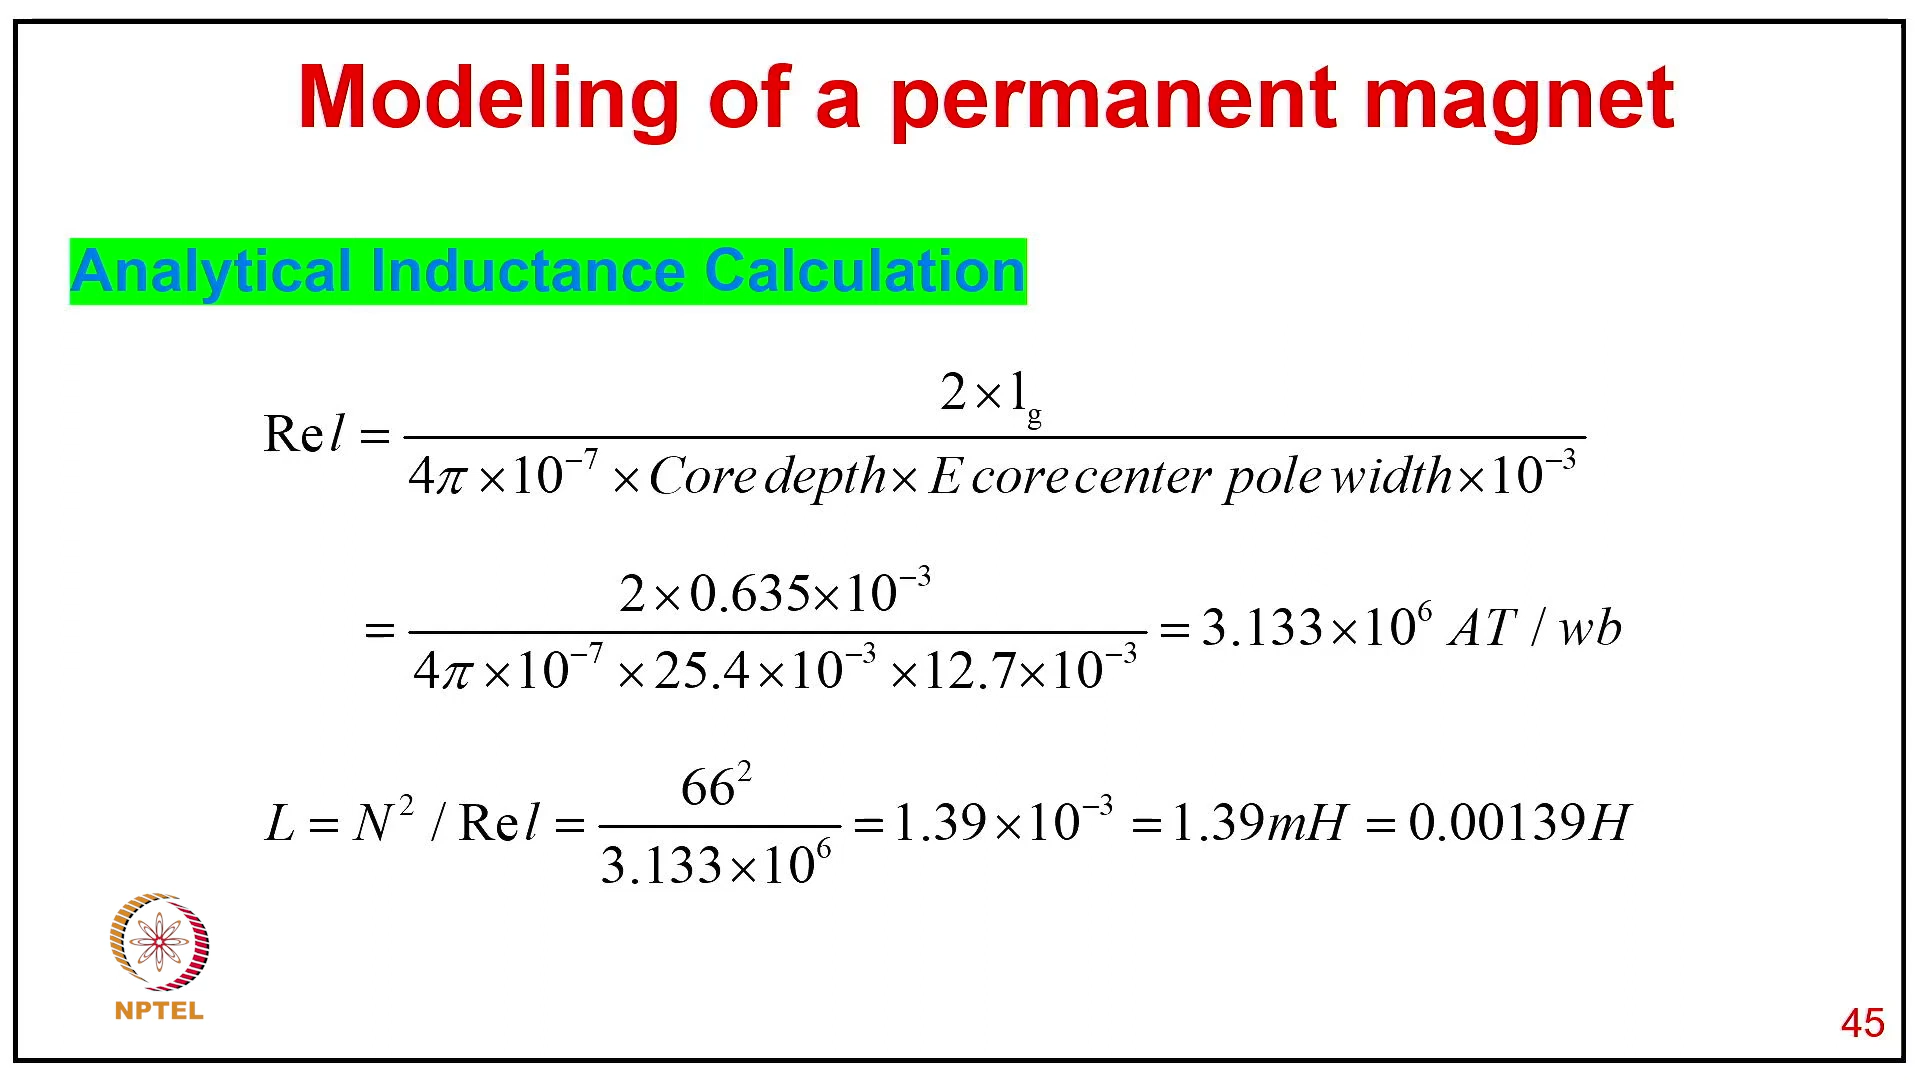 Modeling of a permanent magnet
Analytical Inductance Calculation
Rel = 2×l_g / (4π×10⁻⁷×Core depth×E core center pole width×10⁻³)
= 2×0.635×10⁻³ / (4π×10⁻⁷×25.4×10⁻³×12.7×10⁻³) = 3.133×10⁶ AT / wb
L = N² / Rel = 66² / (3.133×10⁶) = 1.39×10⁻³ = 1.39mH = 0.00139H
NPTEL
45